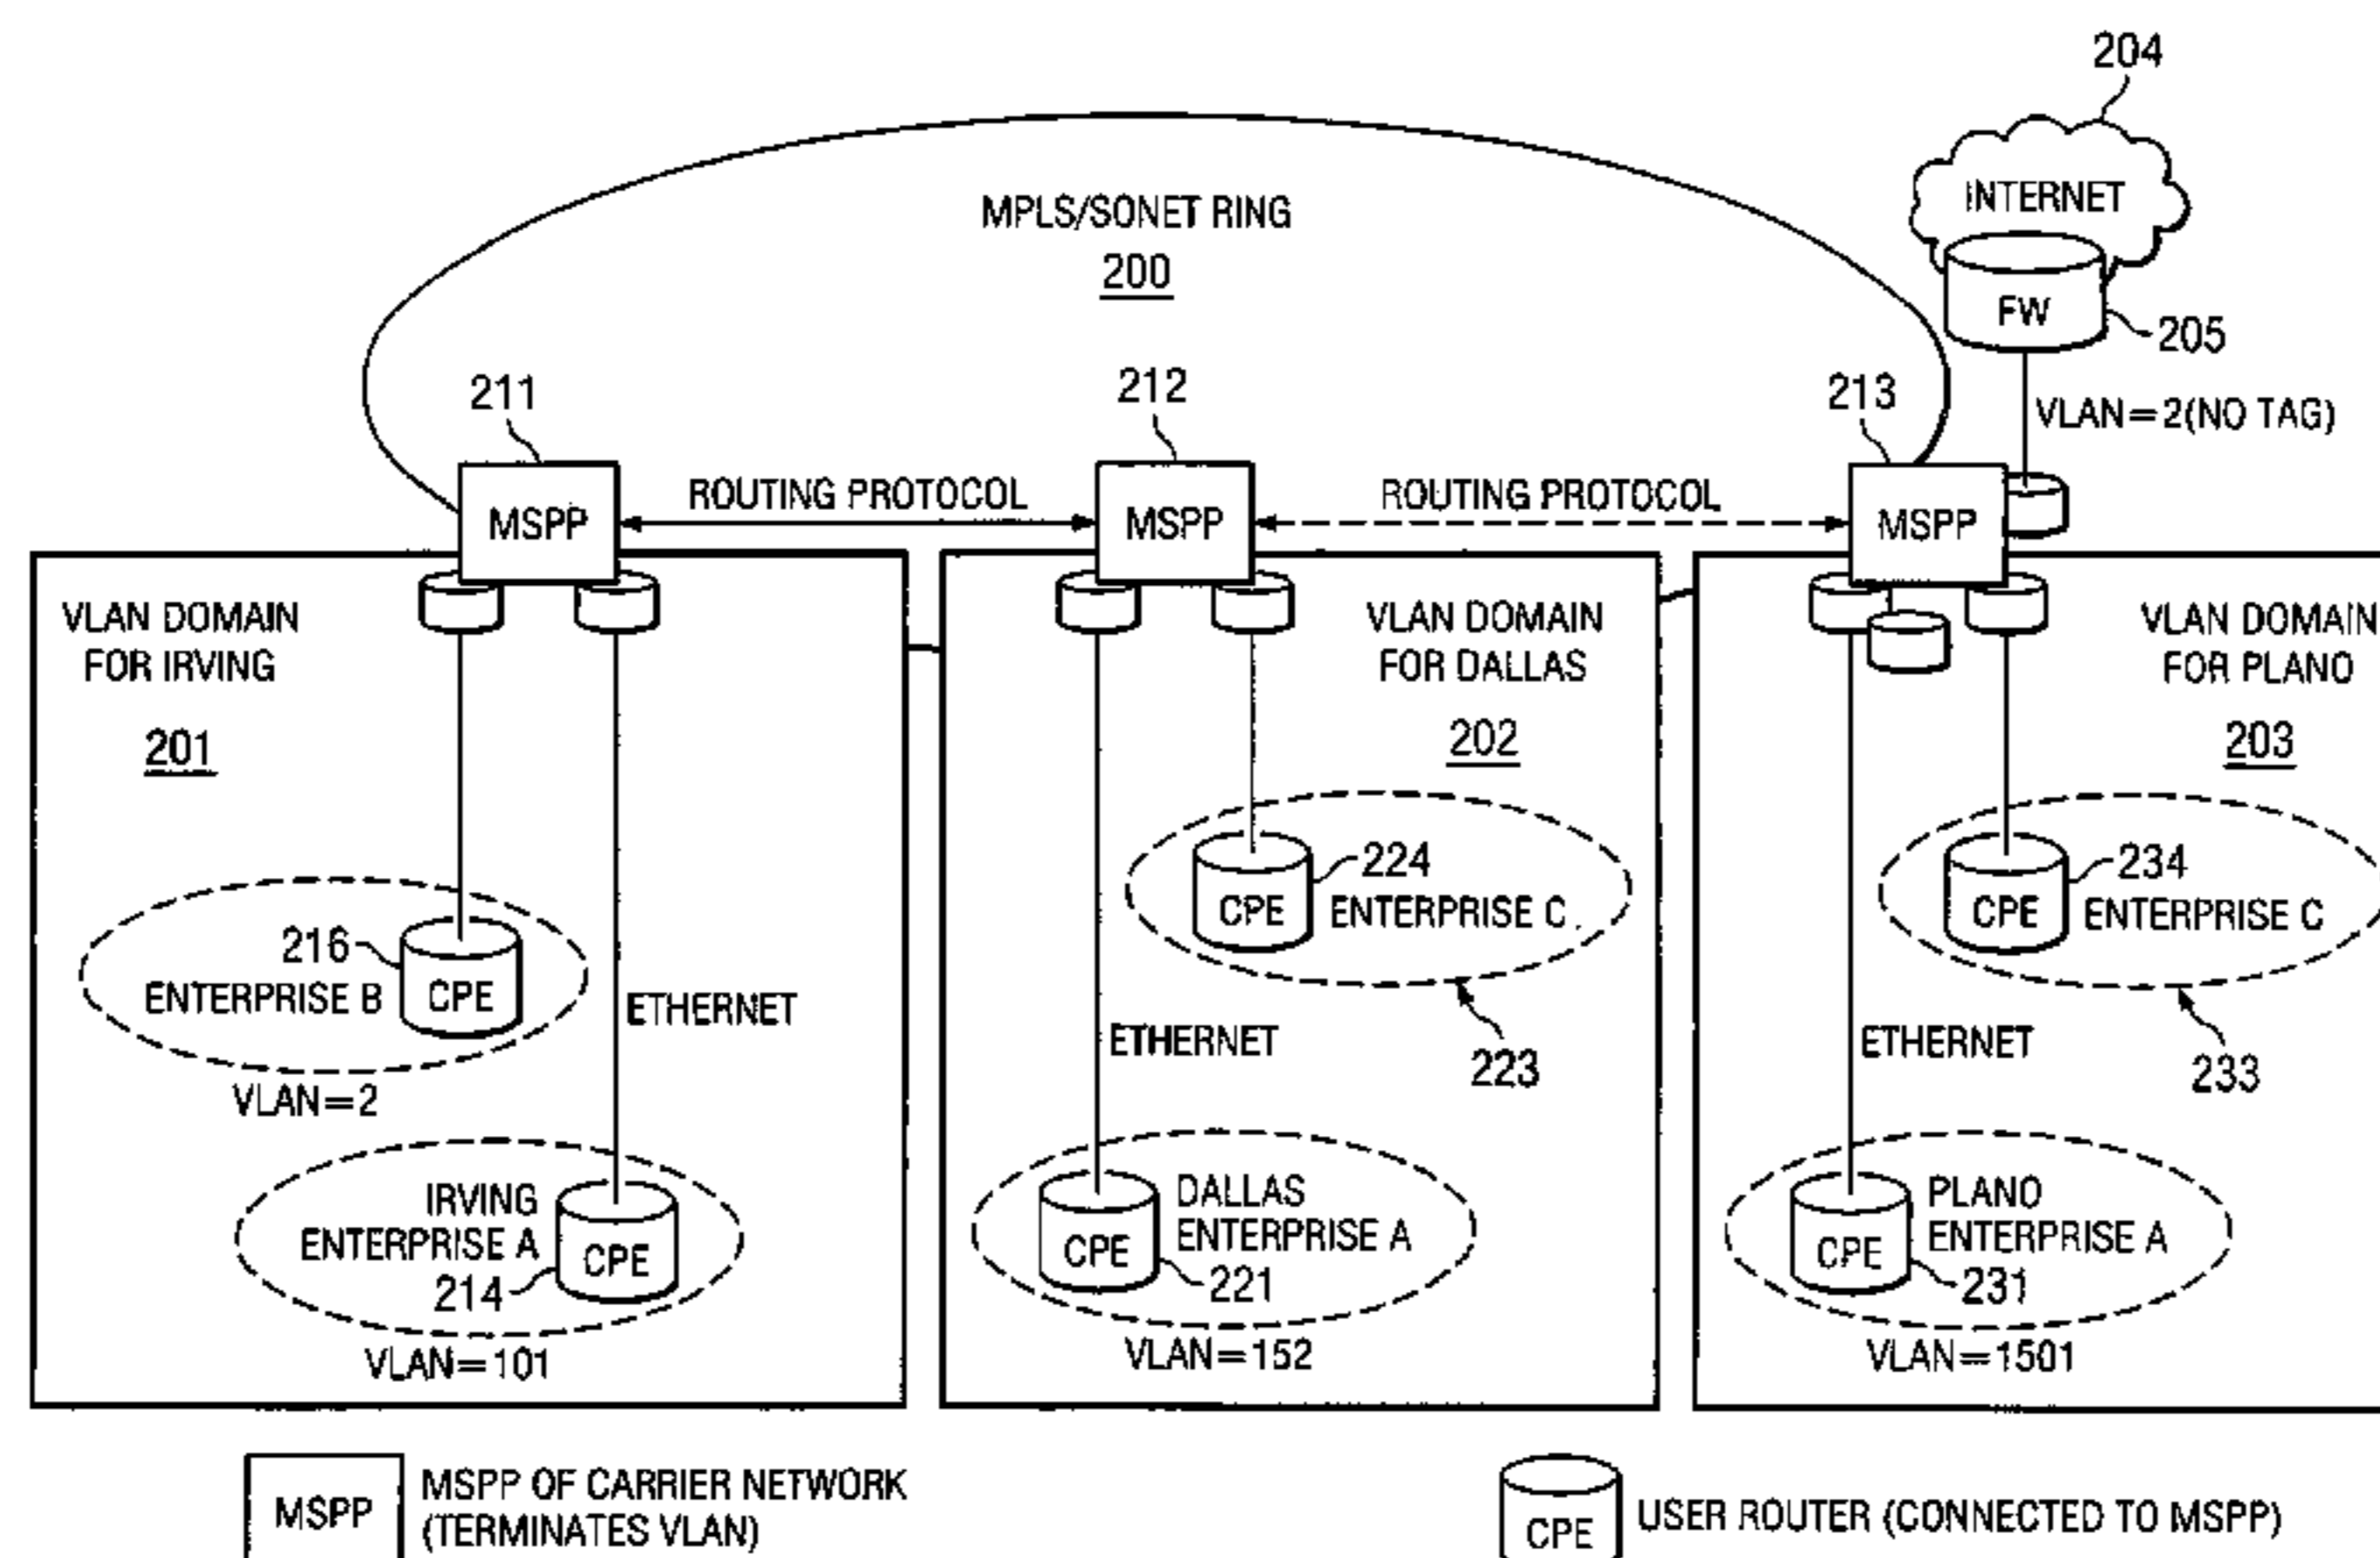 204
INTERNET
MPLS/SONET RING
200
FW
205
211
212
213
VLAN=2(NO TAG)
MSPP
ROUTING PROTOCOL
MSPP
ROUTING PROTOCOL
MSPP
VLAN DOMAIN
FOR IRVING
201
VLAN DOMAIN
FOR DALLAS
202
VLAN DOMAIN
FOR PLANO
203
216
ENTERPRISE B
CPE
VLAN=2
ETHERNET
IRVING
ENTERPRISE A
214
CPE
VLAN=101
224
CPE
ENTERPRISE C
223
ETHERNET
DALLAS
ENTERPRISE A
CPE
221
VLAN=152
234
CPE
ENTERPRISE C
233
ETHERNET
PLANO
ENTERPRISE A
CPE
231
VLAN=1501
MSPP
MSPP OF CARRIER NETWORK
(TERMINATES VLAN)
CPE
USER ROUTER (CONNECTED TO MSPP)